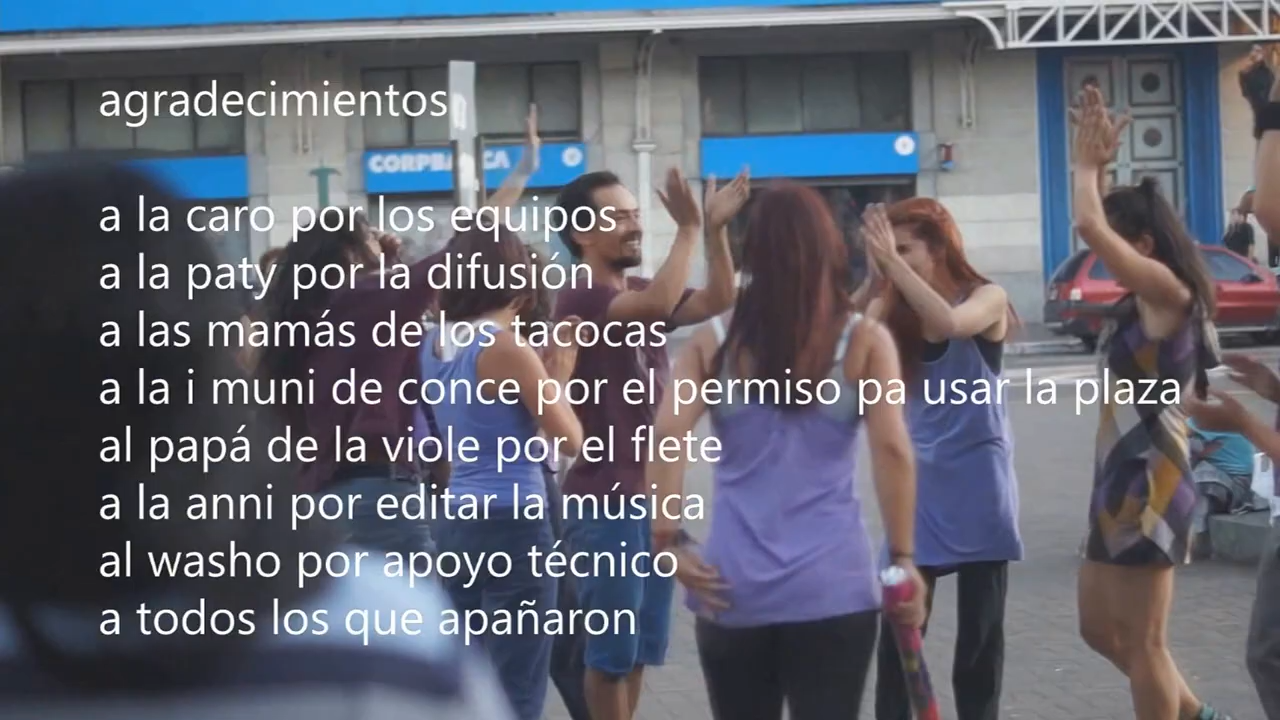 agradecimientos
CORPBANCA
a la caro por los equipos
a la paty por la difusión
a las mamás de los tacocas
a la i muni de conce por el permiso pa usar la plaza
al papá de la viole por el flete
a la anni por editar la música
al washo por apoyo técnico
a todos los que apañaron